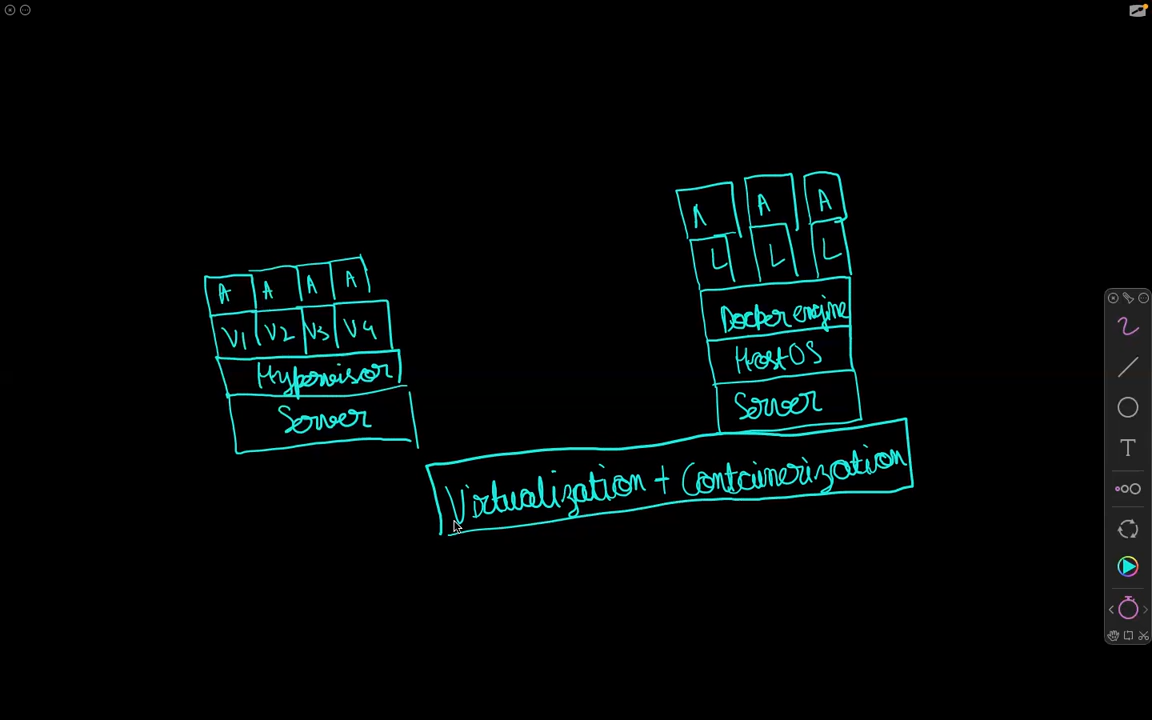 A A A A
V1 V2 V3 V4
Hypervisor
Server
A A A
L L L
Docker engine
Host OS
Server
Virtualization + Containerization
T